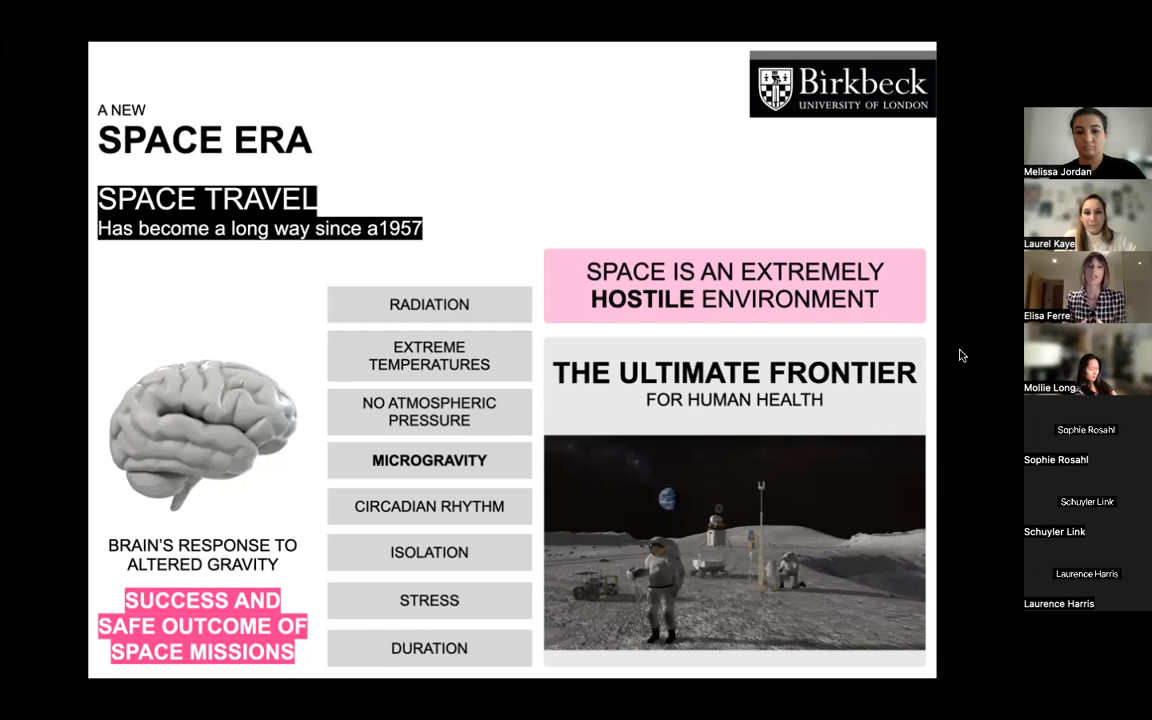 Birkbeck
UNIVERSITY OF LONDON
A NEW
SPACE ERA
SPACE TRAVEL
Has become a long way since a1957
SPACE IS AN EXTREMELY
HOSTILE ENVIRONMENT
RADIATION
EXTREME
TEMPERATURES
NO ATMOSPHERIC
PRESSURE
MICROGRAVITY
CIRCADIAN RHYTHM
ISOLATION
STRESS
DURATION
THE ULTIMATE FRONTIER
FOR HUMAN HEALTH
BRAIN'S RESPONSE TO
ALTERED GRAVITY
SUCCESS AND
SAFE OUTCOME OF
SPACE MISSIONS
Melissa Jordan
Laurel Kaye
Elisa Ferre
Mollie Long
Sophie Rosahl
Sophie Rosahl
Schuyler Link
Schuyler Link
Laurence Harris
Laurence Harris